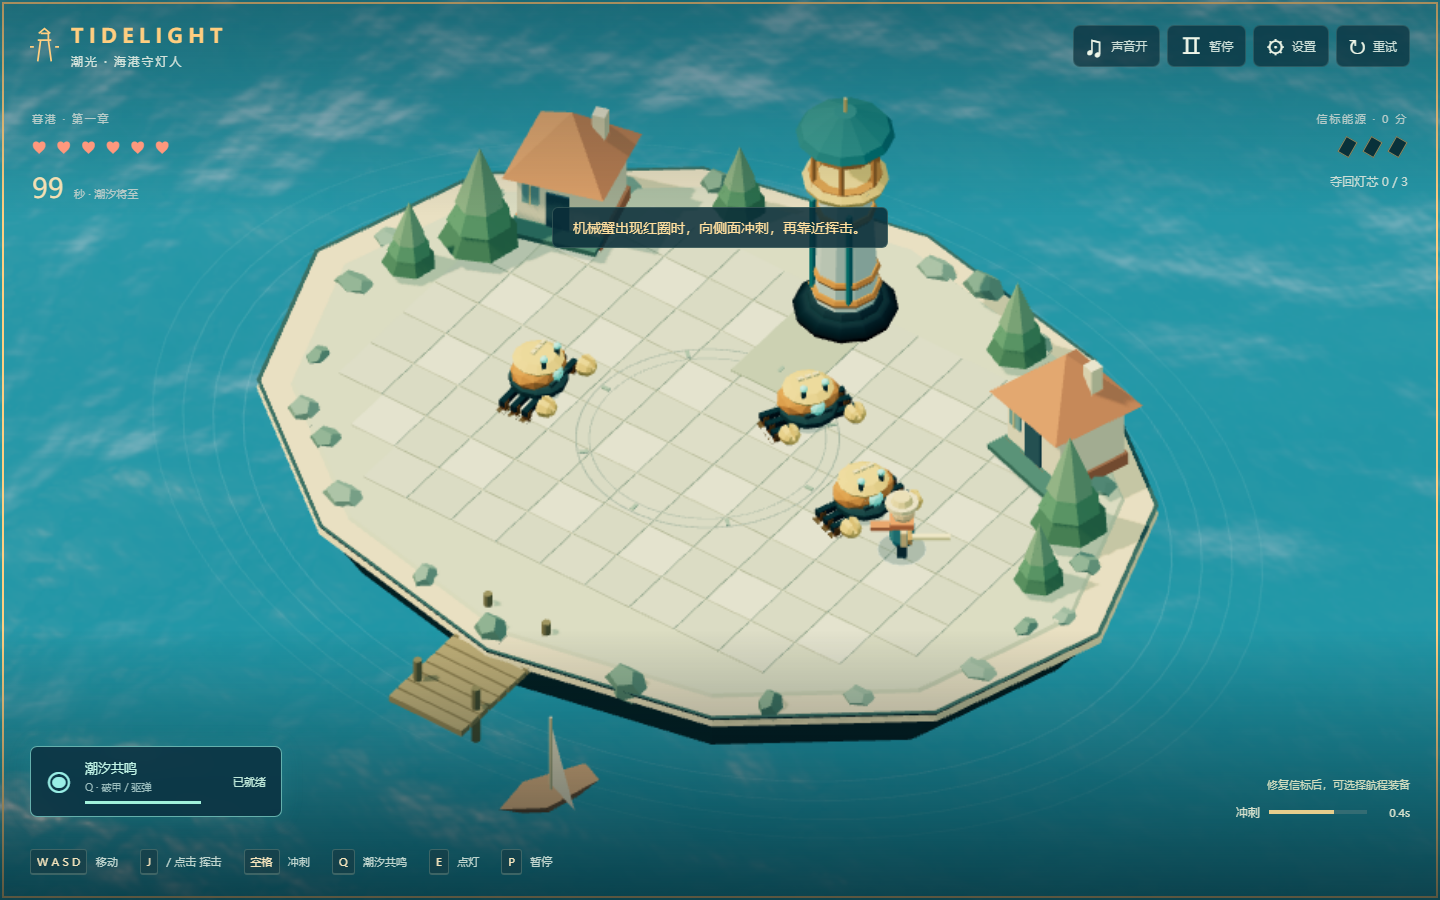 TIDELIGHT
潮光 · 海港守灯人
声音开
暂停
设置
重试
容港 · 第一章
99 秒 · 潮汐将至
信标能源 · 0 分
夺回灯芯 0 / 3
机械蟹出现红圈时，向侧面冲刺，再靠近挥击。
潮汐共鸣
Q · 破甲 / 驱弹
已就绪
修复信标后，可选择航程装备
冲刺 0.4s
WASD 移动 J / 点击 挥击 空格 冲刺 Q 潮汐共鸣 E 点灯 P 暂停